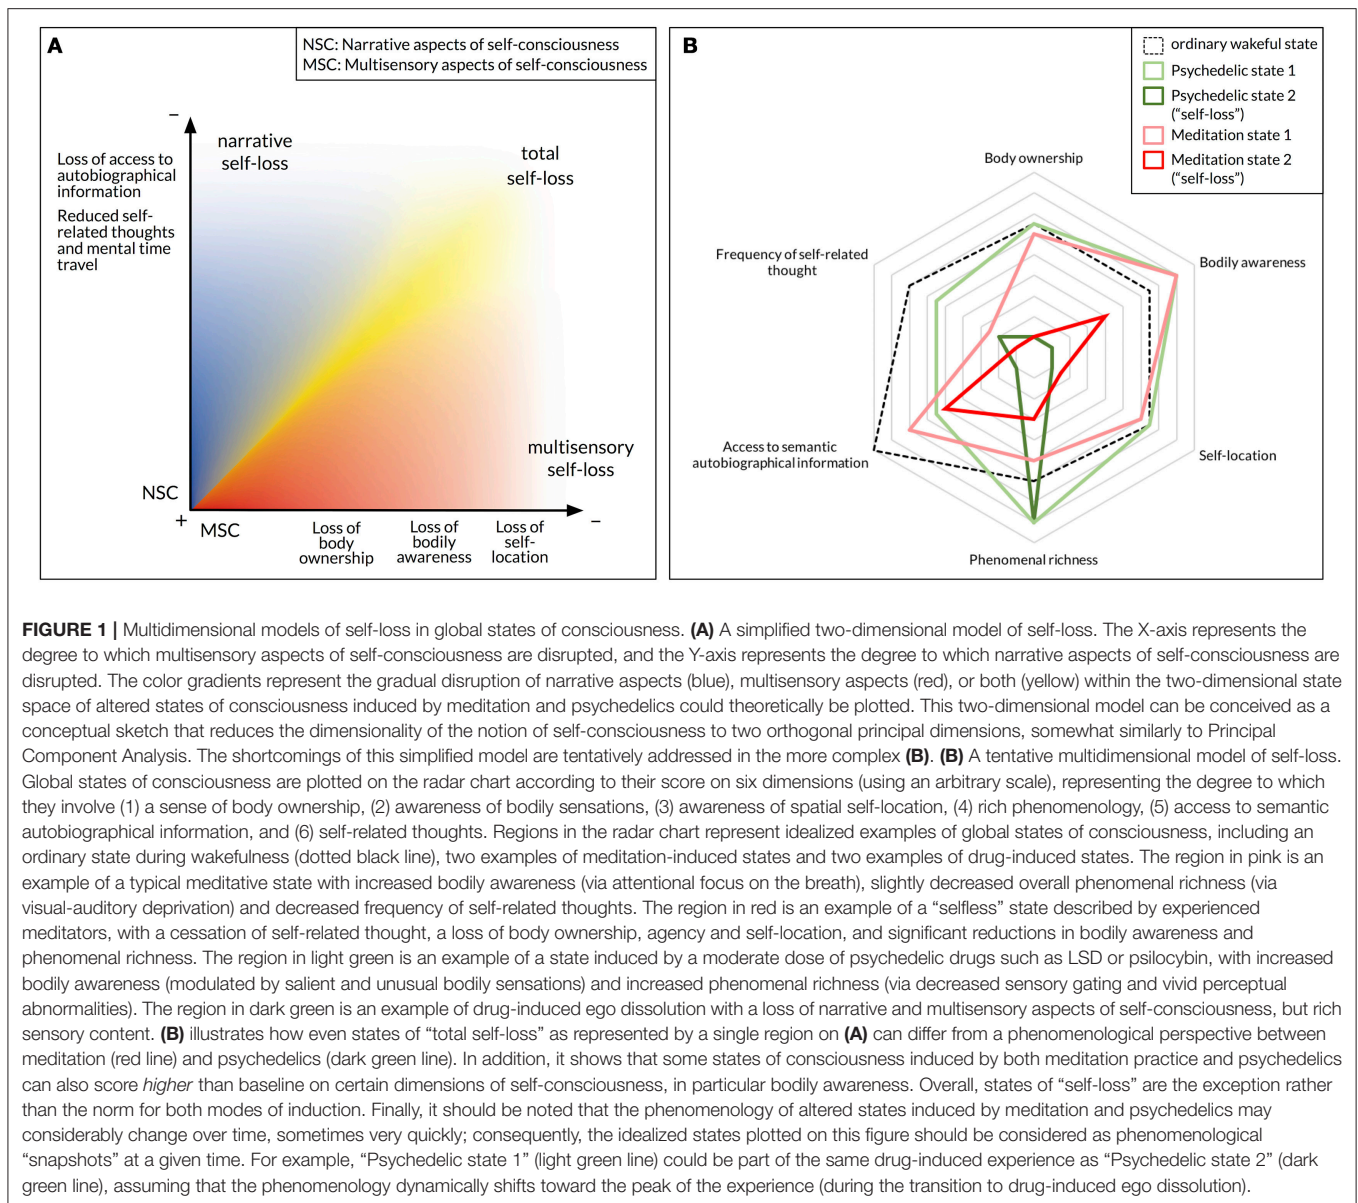 A
NSC: Narrative aspects of self-consciousness
MSC: Multisensory aspects of self-consciousness
–
narrative
self-loss
total
self-loss
Loss of access to
autobiographical
information
Reduced self-
related thoughts
and mental time
travel
multisensory
self-loss
NSC
+
MSC
Loss of
body
ownership
Loss of
bodily
awareness
Loss of
self-
location
–
B
ordinary wakeful state
Psychedelic state 1
Psychedelic state 2
("self-loss")
Meditation state 1
Meditation state 2
("self-loss")
Body ownership
Frequency of self-related
thought
Bodily awareness
Access to semantic
autobiographical information
Self-location
Phenomenal richness
FIGURE 1 | Multidimensional models of self-loss in global states of consciousness. (A) A simplified two-dimensional model of self-loss. The X-axis represents the
degree to which multisensory aspects of self-consciousness are disrupted, and the Y-axis represents the degree to which narrative aspects of self-consciousness are
disrupted. The color gradients represent the gradual disruption of narrative aspects (blue), multisensory aspects (red), or both (yellow) within the two-dimensional state
space of altered states of consciousness induced by meditation and psychedelics could theoretically be plotted. This two-dimensional model can be conceived as a
conceptual sketch that reduces the dimensionality of the notion of self-consciousness to two orthogonal principal dimensions, somewhat similarly to Principal
Component Analysis. The shortcomings of this simplified model are tentatively addressed in the more complex (B). (B) A tentative multidimensional model of self-loss.
Global states of consciousness are plotted on the radar chart according to their score on six dimensions (using an arbitrary scale), representing the degree to which
they involve (1) a sense of body ownership, (2) awareness of bodily sensations, (3) awareness of spatial self-location, (4) rich phenomenology, (5) access to semantic
autobiographical information, and (6) self-related thoughts. Regions in the radar chart represent idealized examples of global states of consciousness, including an
ordinary state during wakefulness (dotted black line), two examples of meditation-induced states and two examples of drug-induced states. The region in pink is an
example of a typical meditative state with increased bodily awareness (via attentional focus on the breath), slightly decreased overall phenomenal richness (via
visual-auditory deprivation) and decreased frequency of self-related thoughts. The region in red is an example of a “selfless” state described by experienced
meditators, with a cessation of self-related thought, a loss of body ownership, agency and self-location, and significant reductions in bodily awareness and
phenomenal richness. The region in light green is an example of a state induced by a moderate dose of psychedelic drugs such as LSD or psilocybin, with increased
bodily awareness (modulated by salient and unusual bodily sensations) and increased phenomenal richness (via decreased sensory gating and vivid perceptual
abnormalities). The region in dark green is an example of drug-induced ego dissolution with a loss of narrative and multisensory aspects of self-consciousness, but rich
sensory content. (B) illustrates how even states of “total self-loss” as represented by a single region on (A) can differ from a phenomenological perspective between
meditation (red line) and psychedelics (dark green line). In addition, it shows that some states of consciousness induced by both meditation practice and psychedelics
can also score higher than baseline on certain dimensions of self-consciousness, in particular bodily awareness. Overall, states of “self-loss” are the exception rather
than the norm for both modes of induction. Finally, it should be noted that the phenomenology of altered states induced by meditation and psychedelics may
considerably change over time, sometimes very quickly; consequently, the idealized states plotted on this figure should be considered as phenomenological
“snapshots” at a given time. For example, “Psychedelic state 1” (light green line) could be part of the same drug-induced experience as “Psychedelic state 2” (dark
green line), assuming that the phenomenology dynamically shifts toward the peak of the experience (during the transition to drug-induced ego dissolution).